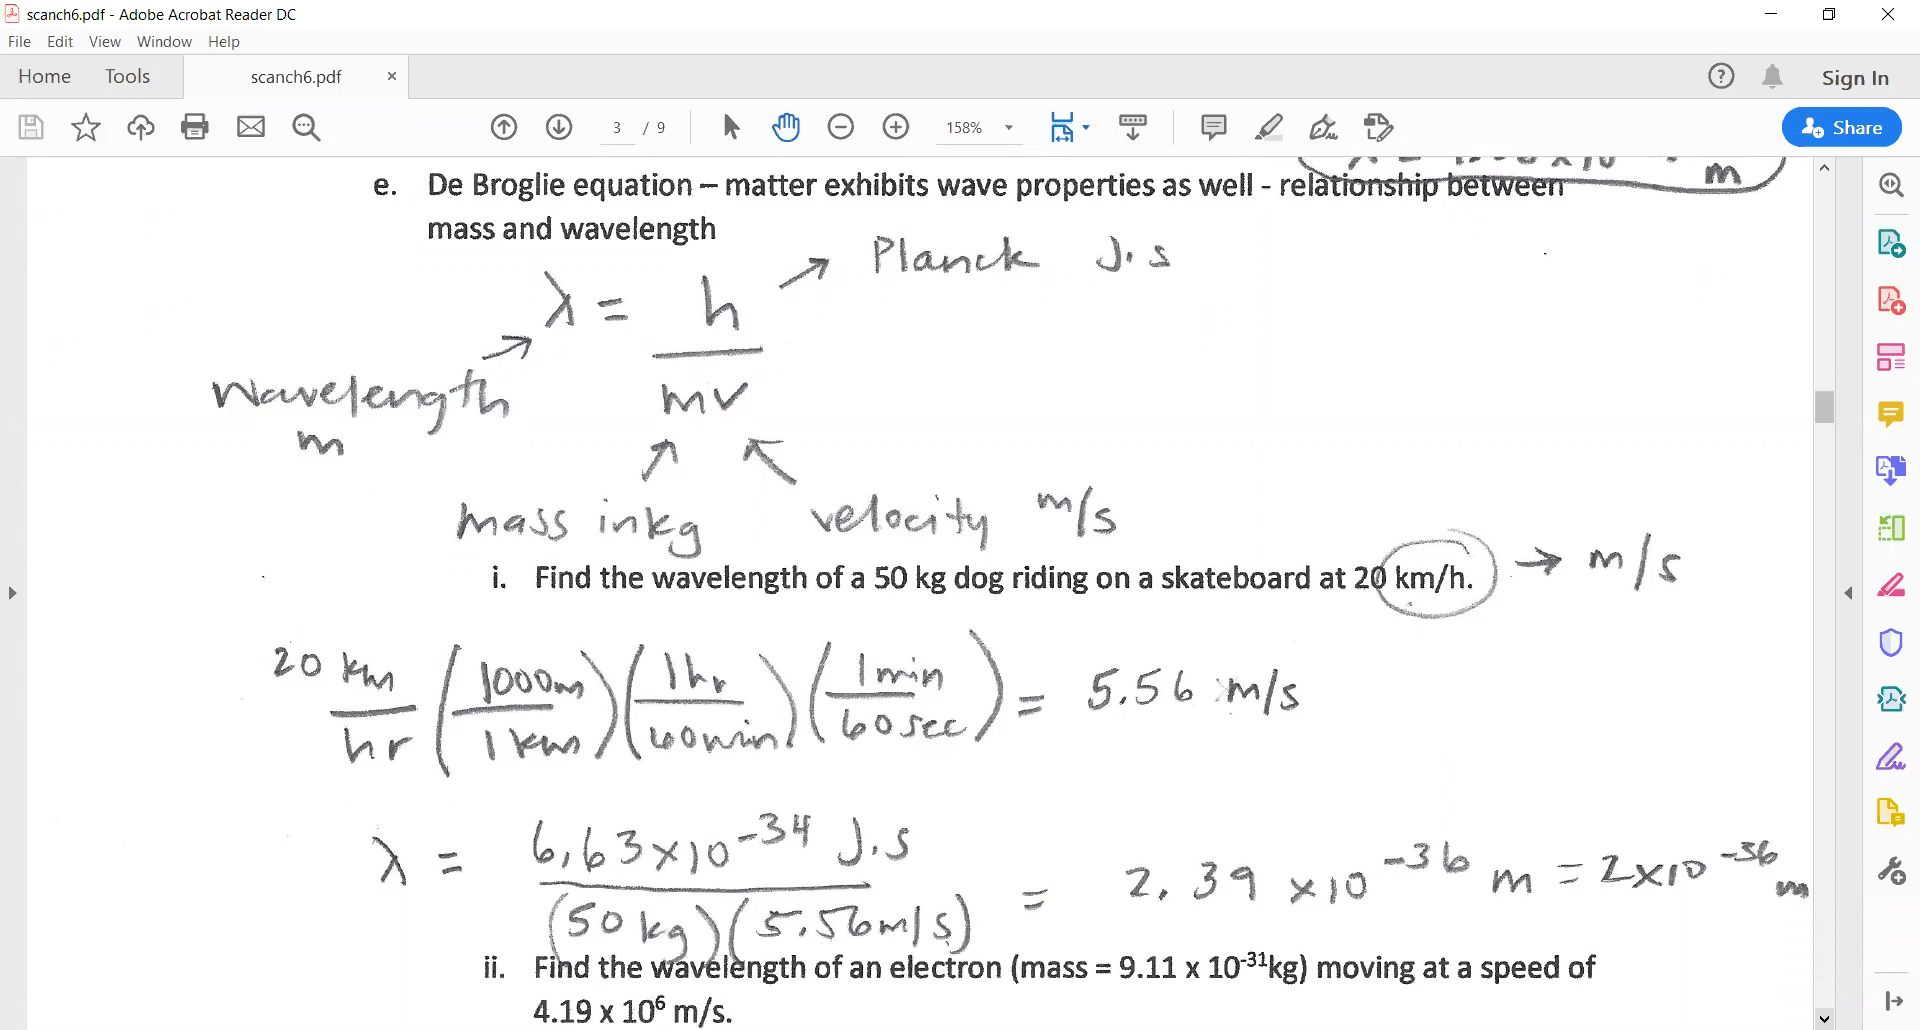 scanch6.pdf - Adobe Acrobat Reader DC
File Edit View Window Help
Home Tools scanch6.pdf × Sign In
3 / 9 158% Share
m
e. De Broglie equation – matter exhibits wave properties as well - relationship between
mass and wavelength
Planck J.s
λ = h
mv
wavelength
m
mass in kg velocity m/s
i. Find the wavelength of a 50 kg dog riding on a skateboard at 20 km/h. → m/s
20 km/hr (1000m/1km) (1hr/60min) (1min/60sec) = 5.56 m/s
λ = 6.63×10⁻³⁴ J.s / (50 kg)(5.56m/s) = 2.39 ×10⁻³⁶ m = 2×10⁻³⁶ m
ii. Find the wavelength of an electron (mass = 9.11 x 10⁻³¹kg) moving at a speed of
4.19 x 10⁶ m/s.